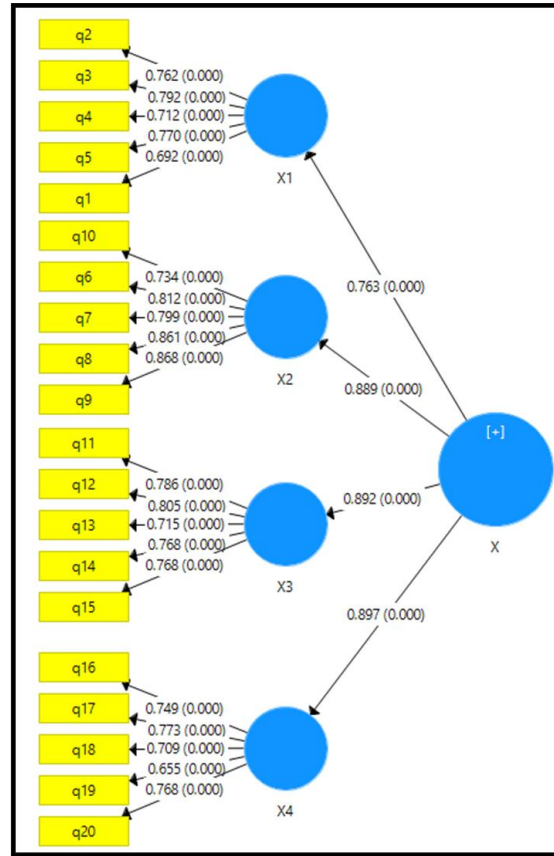 q2
q3
q4
q5
q1
0.762 (0.000)
0.792 (0.000)
0.712 (0.000)
0.770 (0.000)
0.692 (0.000)
X1
q10
q6
q7
q8
q9
0.734 (0.000)
0.812 (0.000)
0.799 (0.000)
0.861 (0.000)
0.868 (0.000)
X2
q11
q12
q13
q14
q15
0.786 (0.000)
0.805 (0.000)
0.715 (0.000)
0.768 (0.000)
0.768 (0.000)
X3
q16
q17
q18
q19
q20
0.749 (0.000)
0.773 (0.000)
0.709 (0.000)
0.655 (0.000)
0.768 (0.000)
X4
0.763 (0.000)
0.889 (0.000)
0.892 (0.000)
0.897 (0.000)
[+]
X